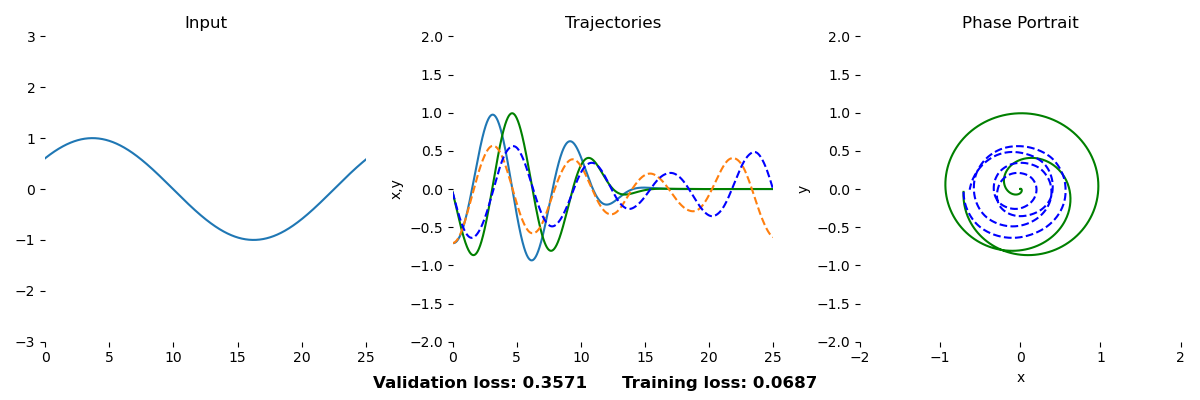 Input
3
2
1
0
−1
−2
−3
0 5 10 15 20 25
Trajectories
x,y
2.0
1.5
1.0
0.5
0.0
−0.5
−1.0
−1.5
−2.0
0 5 10 15 20 25
Phase Portrait
y
2.0
1.5
1.0
0.5
0.0
−0.5
−1.0
−1.5
−2.0
−2 −1 0 1 2
x
Validation loss: 0.3571 Training loss: 0.0687